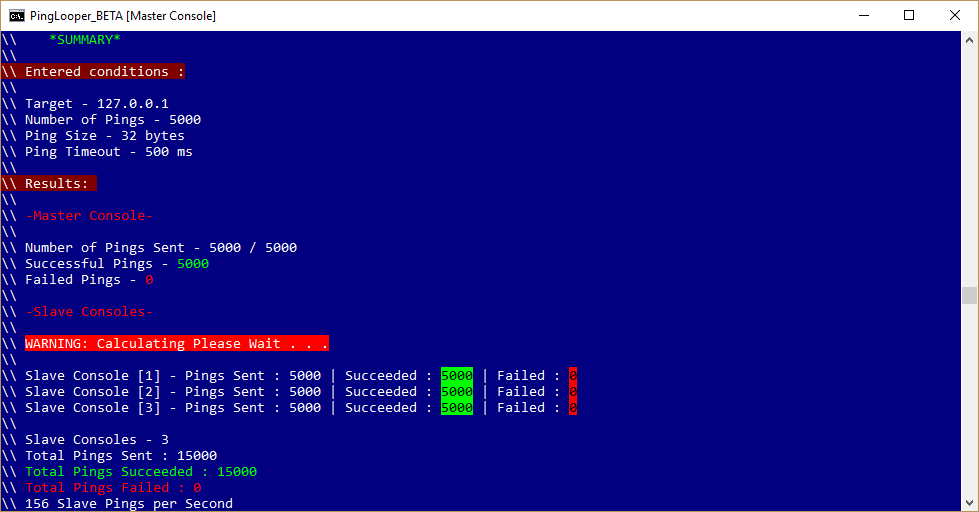 PingLooper_BETA [Master Console]
\\ *SUMMARY*
\\
\\ Entered conditions :
\\
\\ Target - 127.0.0.1
\\ Number of Pings - 5000
\\ Ping Size - 32 bytes
\\ Ping Timeout - 500 ms
\\
\\ Results:
\\
\\ -Master Console-
\\
\\ Number of Pings Sent - 5000 / 5000
\\ Successful Pings - 5000
\\ Failed Pings - 0
\\
\\ -Slave Consoles-
\\
\\ WARNING: Calculating Please Wait . . .
\\
\\ Slave Console [1] - Pings Sent : 5000 | Succeeded : 5000 | Failed : 0
\\ Slave Console [2] - Pings Sent : 5000 | Succeeded : 5000 | Failed : 0
\\ Slave Console [3] - Pings Sent : 5000 | Succeeded : 5000 | Failed : 0
\\
\\ Slave Consoles - 3
\\ Total Pings Sent : 15000
\\ Total Pings Succeeded : 15000
\\ Total Pings Failed : 0
\\ 156 Slave Pings per Second